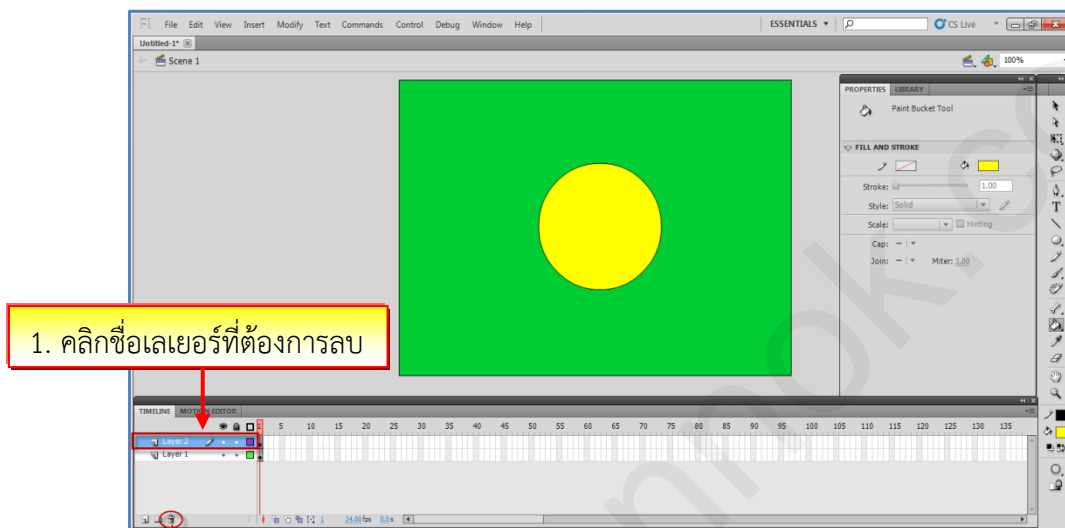 Fl File Edit View Insert Modify Text Commands Control Debug Window Help ESSENTIALS CS Live
Untitled-1*
Scene 1 100%
PROPERTIES LIBRARY
Paint Bucket Tool
FILL AND STROKE
Stroke: 1.00
Style: Solid
Scale: Hinting
Cap:
Join: Miter: 3.00
1. คลิกชื่อเลเยอร์ที่ต้องการลบ
TIMELINE MOTION EDITOR
1 5 10 15 20 25 30 35 40 45 50 55 60 65 70 75 80 85 90 95 100 105 110 115 120 125 130 135
Layer 2
Layer 1
1 24.00 fps 0.0 s